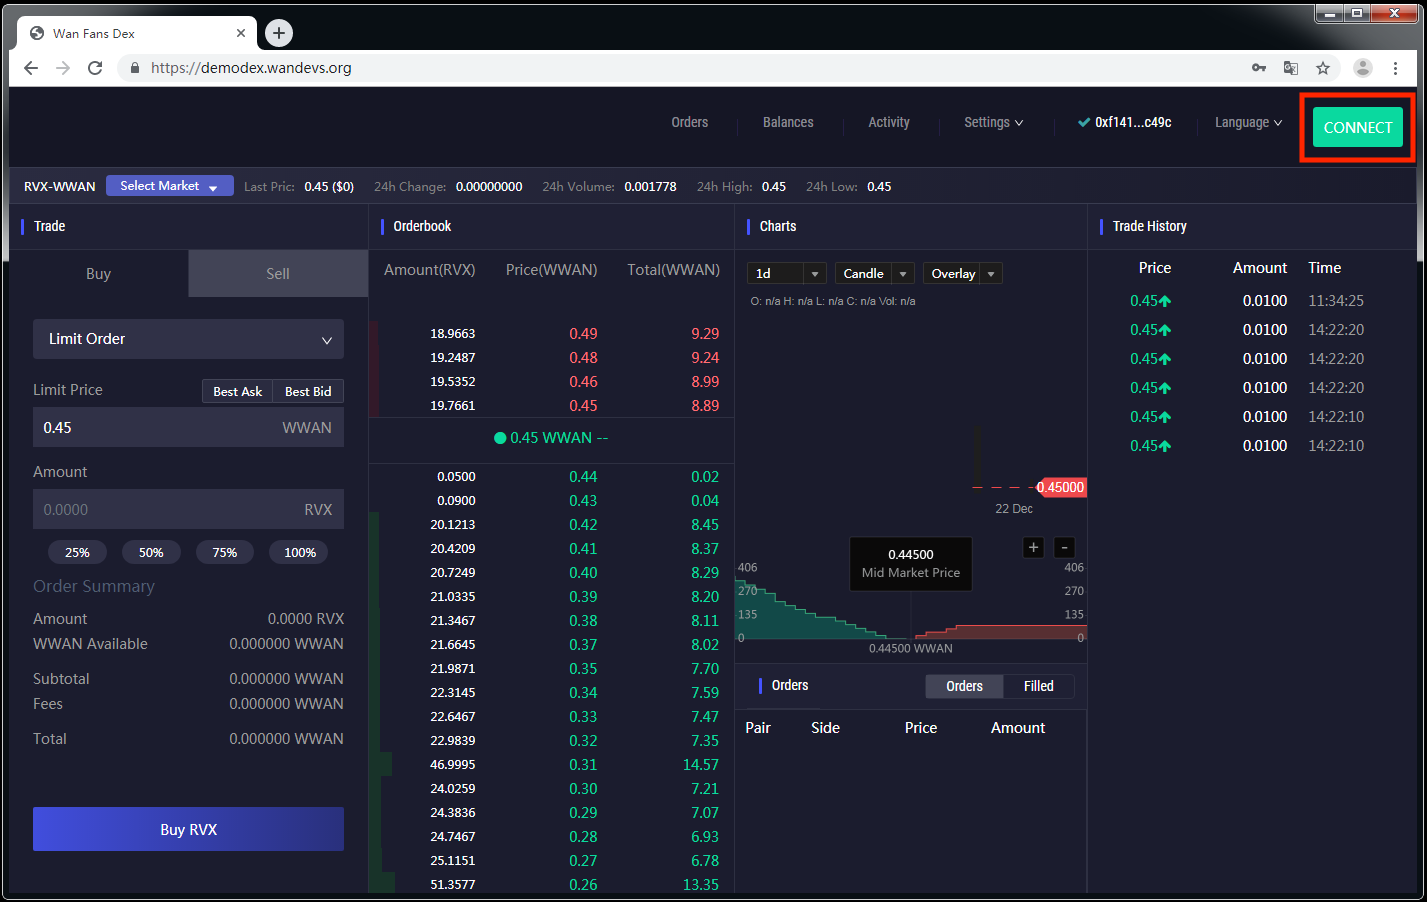 Wan Fans Dex
https://demodex.wandevs.org
Orders Balances Activity Settings 0xf141...c49c Language CONNECT
RVX-WWAN Select Market Last Pric: 0.45 ($0) 24h Change: 0.00000000 24h Volume: 0.001778 24h High: 0.45 24h Low: 0.45
Trade
Buy Sell
Limit Order
Limit Price Best Ask Best Bid
0.45 WWAN
Amount
0.0000 RVX
25% 50% 75% 100%
Order Summary
Amount 0.0000 RVX
WWAN Available 0.000000 WWAN
Subtotal 0.000000 WWAN
Fees 0.000000 WWAN
Total 0.000000 WWAN
Buy RVX
Orderbook
Amount(RVX) Price(WWAN) Total(WWAN)
18.9663 0.49 9.29
19.2487 0.48 9.24
19.5352 0.46 8.99
19.7661 0.45 8.89
0.45 WWAN --
0.0500 0.44 0.02
0.0900 0.43 0.04
20.1213 0.42 8.45
20.4209 0.41 8.37
20.7249 0.40 8.29
21.0335 0.39 8.20
21.3467 0.38 8.11
21.6645 0.37 8.02
21.9871 0.35 7.70
22.3145 0.34 7.59
22.6467 0.33 7.47
22.9839 0.32 7.35
46.9995 0.31 14.57
24.0259 0.30 7.21
24.3836 0.29 7.07
24.7467 0.28 6.93
25.1151 0.27 6.78
51.3577 0.26 13.35
Charts
1d Candle Overlay
O: n/a H: n/a L: n/a C: n/a Vol: n/a
0.45000
22 Dec
0.44500
Mid Market Price
+ -
406 406
270 270
135 135
0 0
0.44500 WWAN
Orders Orders Filled
Pair Side Price Amount
Trade History
Price Amount Time
0.45 0.0100 11:34:25
0.45 0.0100 14:22:20
0.45 0.0100 14:22:20
0.45 0.0100 14:22:20
0.45 0.0100 14:22:10
0.45 0.0100 14:22:10